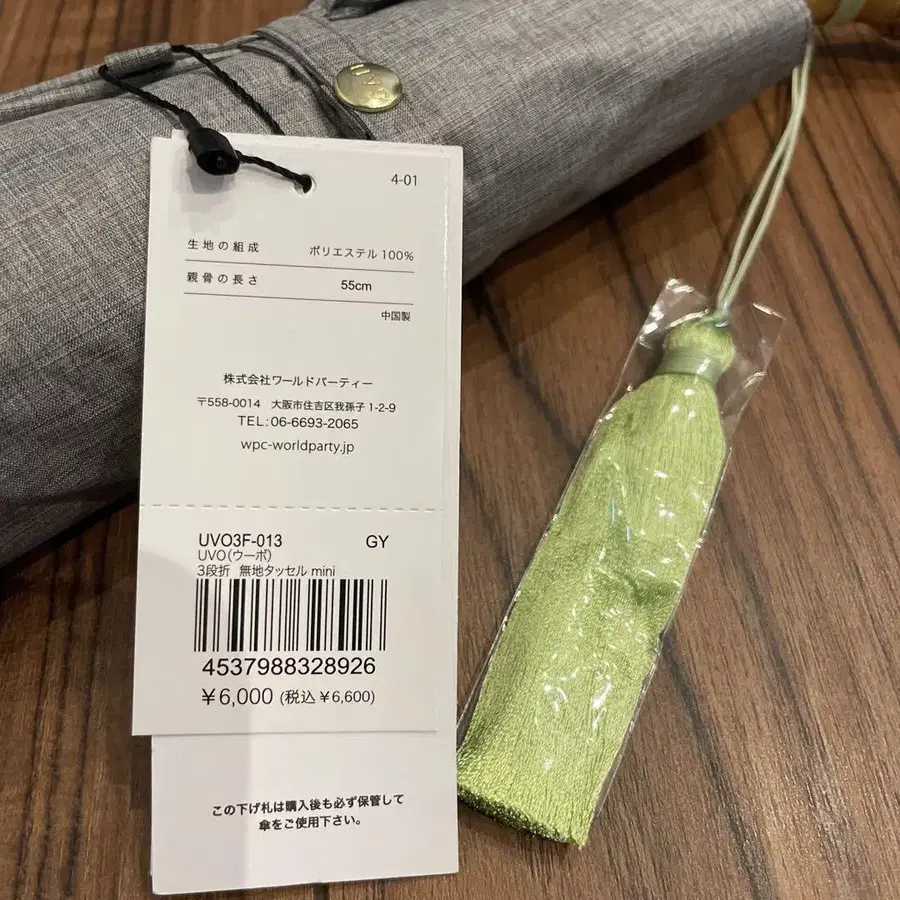 UVO
4-01
生地の組成 ポリエステル100%
親骨の長さ 55cm
中国製
株式会社ワールドパーティー
〒558-0014 大阪市住吉区我孫子1-2-9
TEL:06-6693-2065
wpc-worldparty.jp
UVO3F-013 GY
UVO(ウーボ)
3段折 無地タッセル mini
4537988328926
¥6,000 (税込¥6,600)
この下げ札は購入後も必ず保管して
傘をご使用下さい。